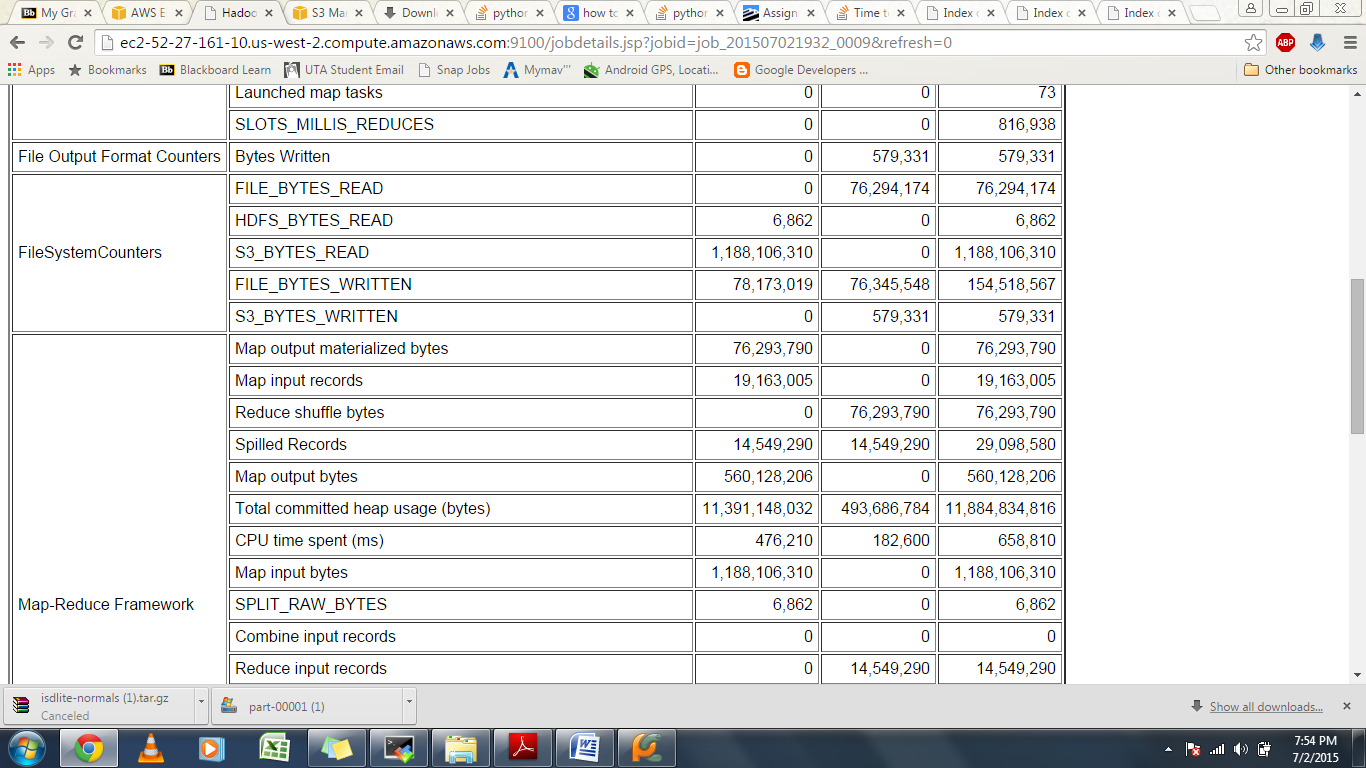 My Gra
AWS E
Hadoo
S3 Ma
Downl
python
how to
python
Assign
Time t
Index o
Index o
Index o
ec2-52-27-161-10.us-west-2.compute.amazonaws.com:9100/jobdetails.jsp?jobid=job_201507021932_0009&refresh=0
ABP
Apps Bookmarks Bb Blackboard Learn UTA Student Email Snap Jobs Mymav''' Android GPS, Locati... Google Developers ... Other bookmarks
Launched map tasks 0 0 73
SLOTS_MILLIS_REDUCES 0 0 816,938
File Output Format Counters Bytes Written 0 579,331 579,331
FILE_BYTES_READ 0 76,294,174 76,294,174
HDFS_BYTES_READ 6,862 0 6,862
FileSystemCounters S3_BYTES_READ 1,188,106,310 0 1,188,106,310
FILE_BYTES_WRITTEN 78,173,019 76,345,548 154,518,567
S3_BYTES_WRITTEN 0 579,331 579,331
Map output materialized bytes 76,293,790 0 76,293,790
Map input records 19,163,005 0 19,163,005
Reduce shuffle bytes 0 76,293,790 76,293,790
Spilled Records 14,549,290 14,549,290 29,098,580
Map output bytes 560,128,206 0 560,128,206
Total committed heap usage (bytes) 11,391,148,032 493,686,784 11,884,834,816
CPU time spent (ms) 476,210 182,600 658,810
Map input bytes 1,188,106,310 0 1,188,106,310
Map-Reduce Framework SPLIT_RAW_BYTES 6,862 0 6,862
Combine input records 0 0 0
Reduce input records 0 14,549,290 14,549,290
isdlite-normals (1).tar.gz
Canceled
part-00001 (1)
Show all downloads...
7:54 PM
7/2/2015